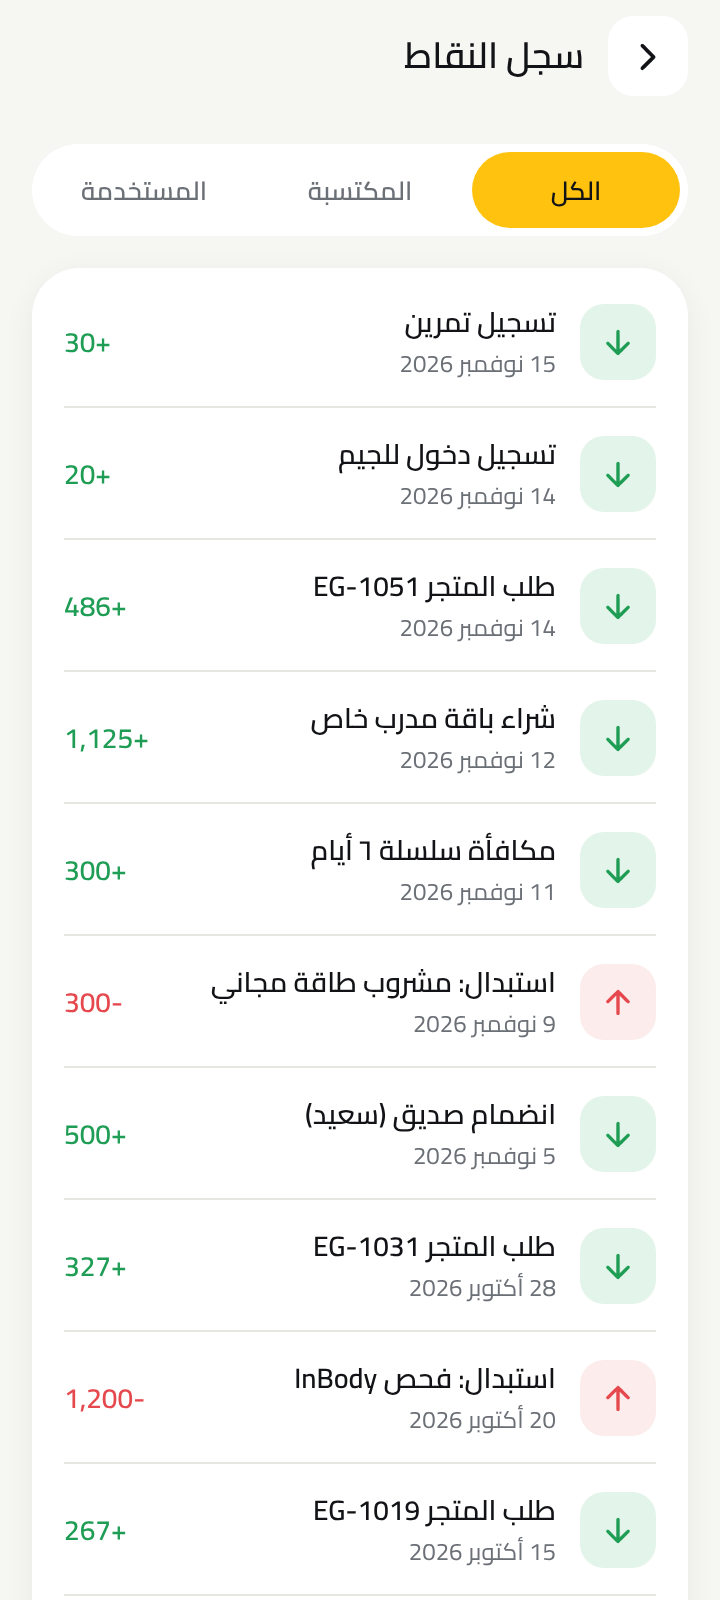 سجل النقاط
الكل
المكتسبة
المستخدمة
تسجيل تمرين
15 نوفمبر 2026
30+
تسجيل دخول للجيم
14 نوفمبر 2026
20+
طلب المتجر EG-1051
14 نوفمبر 2026
486+
شراء باقة مدرب خاص
12 نوفمبر 2026
1,125+
مكافأة سلسلة ٦ أيام
11 نوفمبر 2026
300+
استبدال: مشروب طاقة مجاني
9 نوفمبر 2026
300-
انضمام صديق (سعيد)
5 نوفمبر 2026
500+
طلب المتجر EG-1031
28 أكتوبر 2026
327+
استبدال: فحص InBody
20 أكتوبر 2026
1,200-
طلب المتجر EG-1019
15 أكتوبر 2026
267+